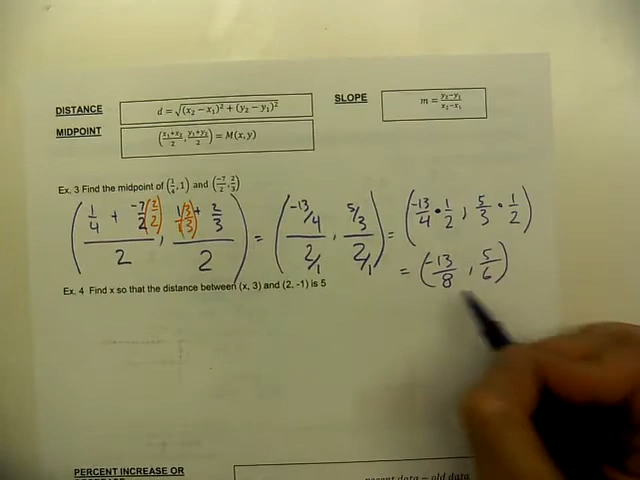 DISTANCE d = √(x₂ − x₁)² + (y₂ − y₁)² SLOPE m = (y₂−y₁)/(x₂−x₁)
MIDPOINT ((x₁+x₂)/2, (y₁+y₂)/2) = M(x, y)
Ex. 3 Find the midpoint of (1/4, 1) and (−7/2, 2/3)
((1/4 + −7/2 (2/2))/2, (1/1 (3/3) + 2/3)/2) = ((−13/4)/(2/1), (5/3)/(2/1)) = (−13/4 • 1/2, 5/3 • 1/2)
= (−13/8, 5/6)
Ex. 4 Find x so that the distance between (x, 3) and (2, -1) is 5
PERCENT INCREASE OR